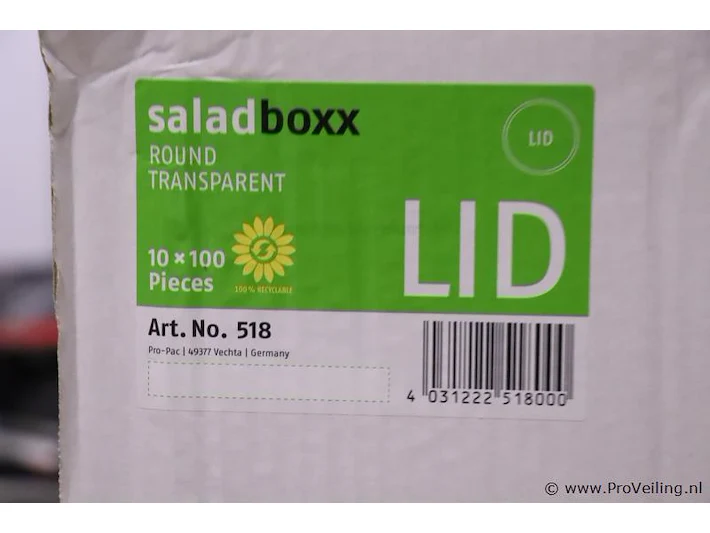 saladboxx
LID
ROUND
TRANSPARENT
LID
10 × 100
Pieces
100 % RECYCLABLE
Art. No. 518
Pro-Pac | 49377 Vechta | Germany
4 031222 518000
© www.ProVeiling.nl